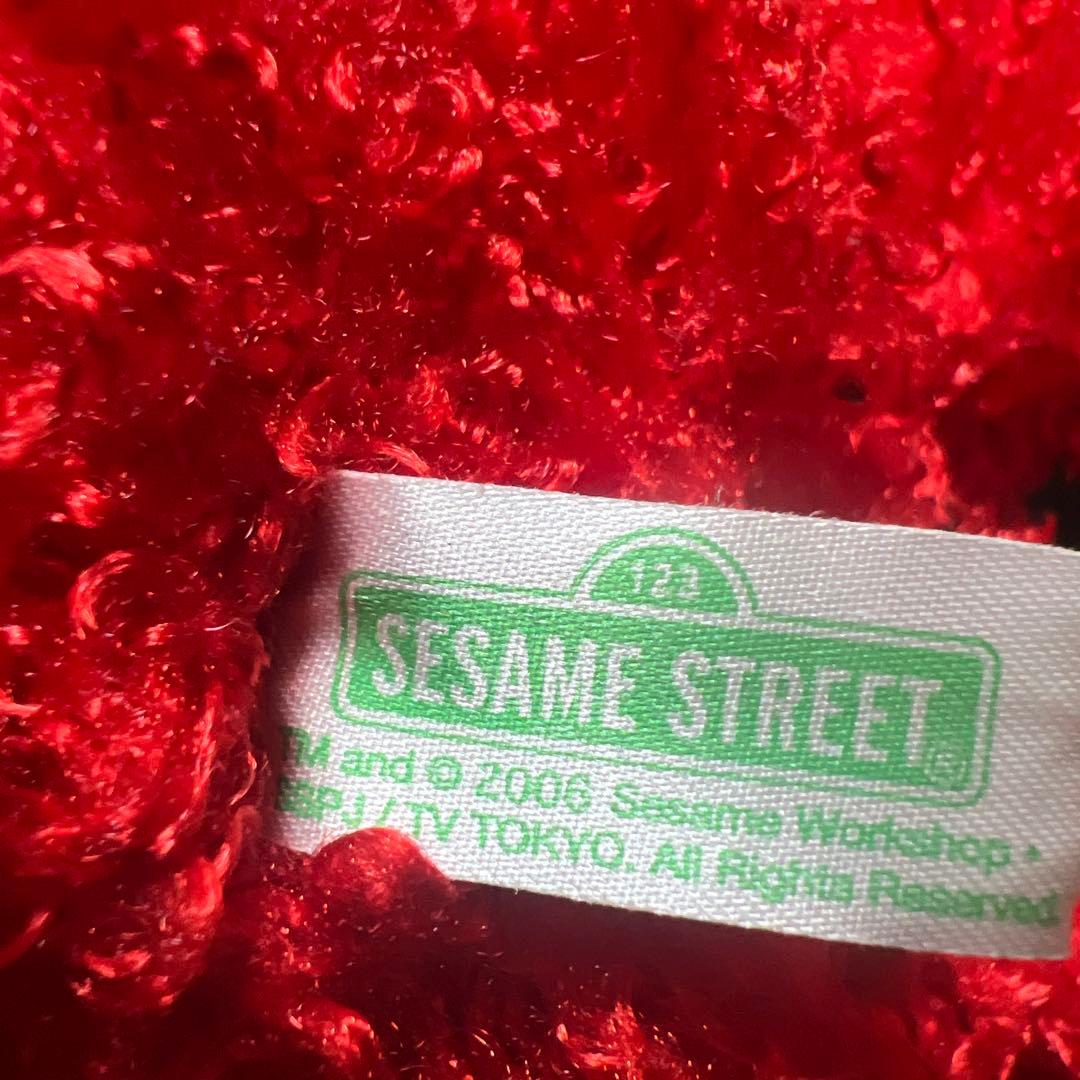 123
SESAME STREET®
TM and © 2006 Sesame Workshop •
SSPJ / TV TOKYO. All Rights Reserved